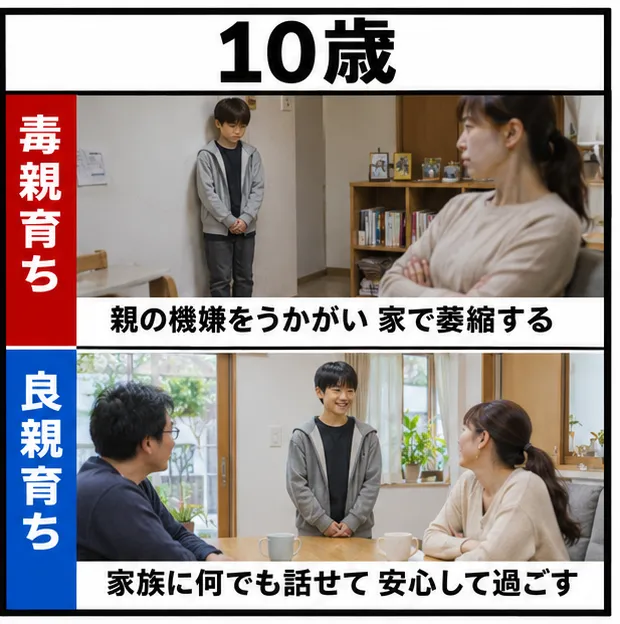 10歳
毒親育ち
親の機嫌をうかがい 家で萎縮する
良親育ち
家族に何でも話せて 安心して過ごす